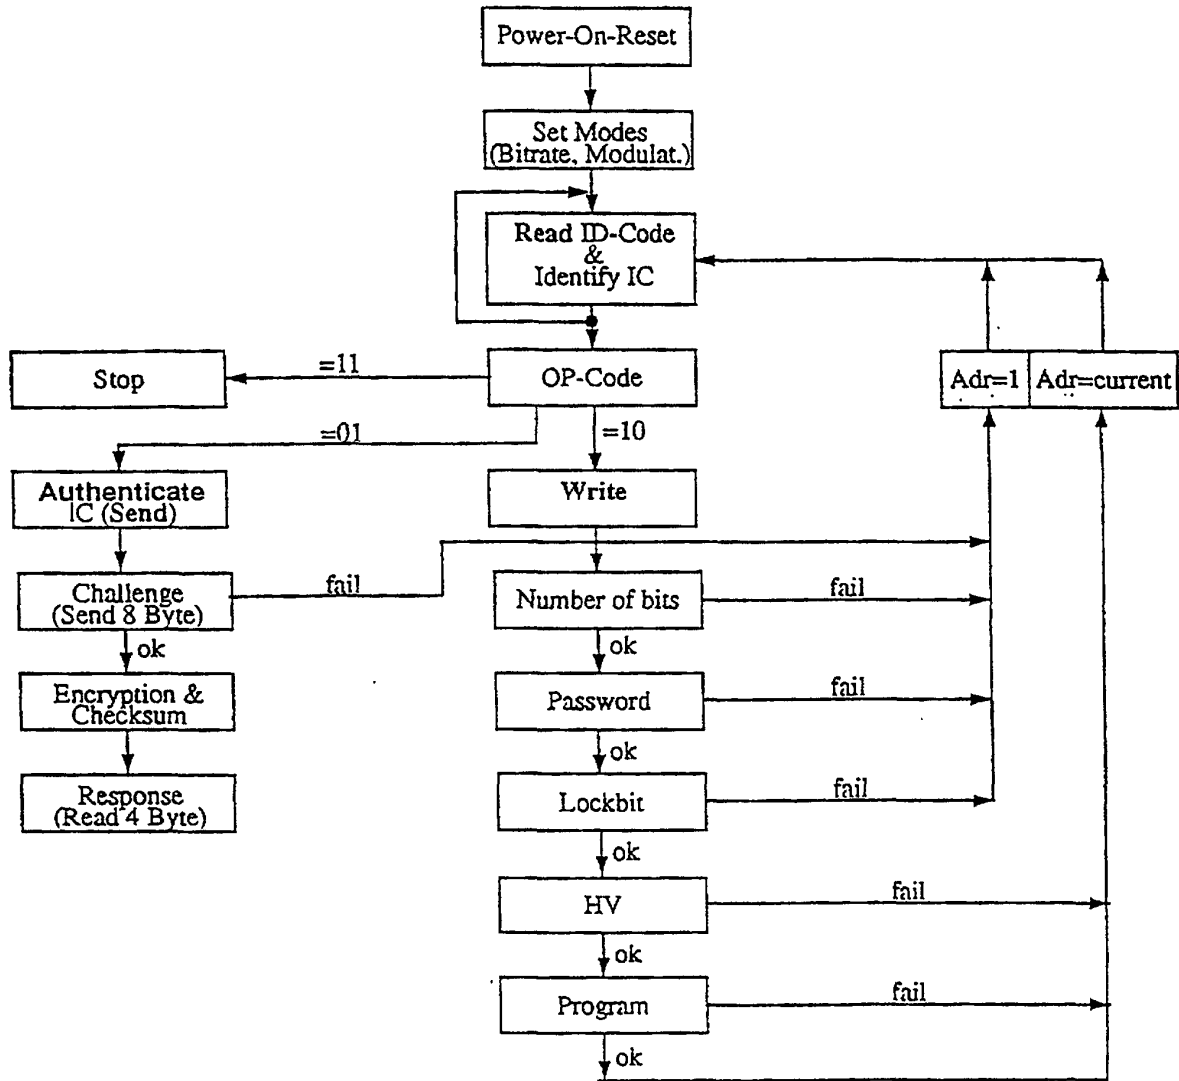 Power-On-Reset
Set Modes
(Bitrate, Modulat.)
Read ID-Code
&
Identify IC
Stop
=11
OP-Code
Adr=1
Adr=current
=01
=10
Authenticate
IC (Send)
Write
Challenge
(Send 8 Byte)
fail
Number of bits
fail
ok
ok
Encryption &
Checksum
Password
fail
ok
Response
(Read 4 Byte)
Lockbit
fail
ok
HV
fail
ok
Program
fail
ok